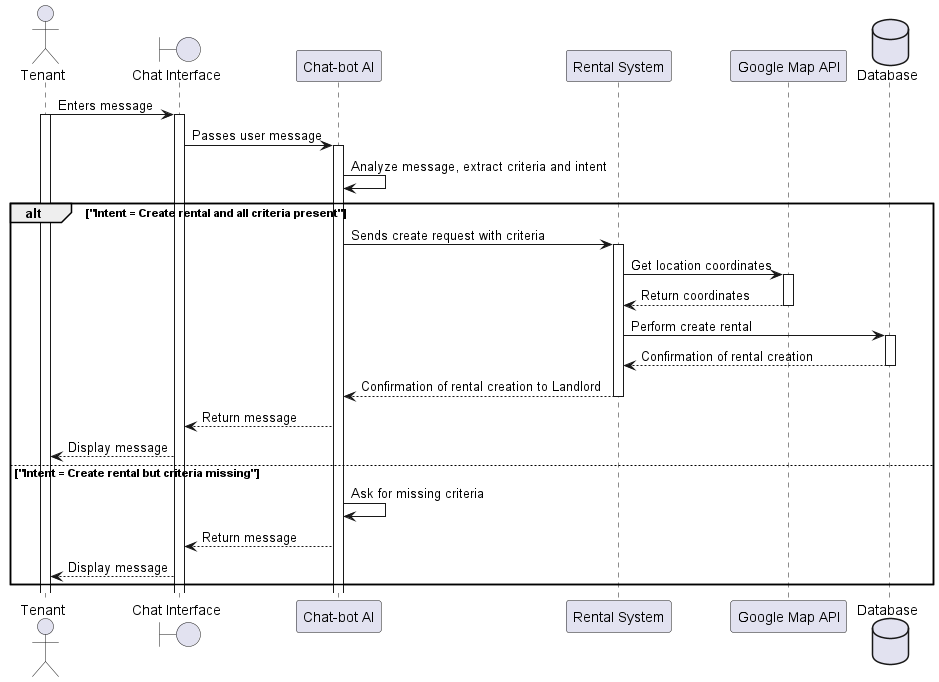 Tenant
Chat Interface
Chat-bot AI
Rental System
Google Map API
Database
Enters message
Passes user message
Analyze message, extract criteria and intent
alt
["Intent = Create rental and all criteria present"]
Sends create request with criteria
Get location coordinates
Return coordinates
Perform create rental
Confirmation of rental creation
Confirmation of rental creation to Landlord
Return message
Display message
["Intent = Create rental but criteria missing"]
Ask for missing criteria
Return message
Display message
Tenant
Chat Interface
Chat-bot AI
Rental System
Google Map API
Database